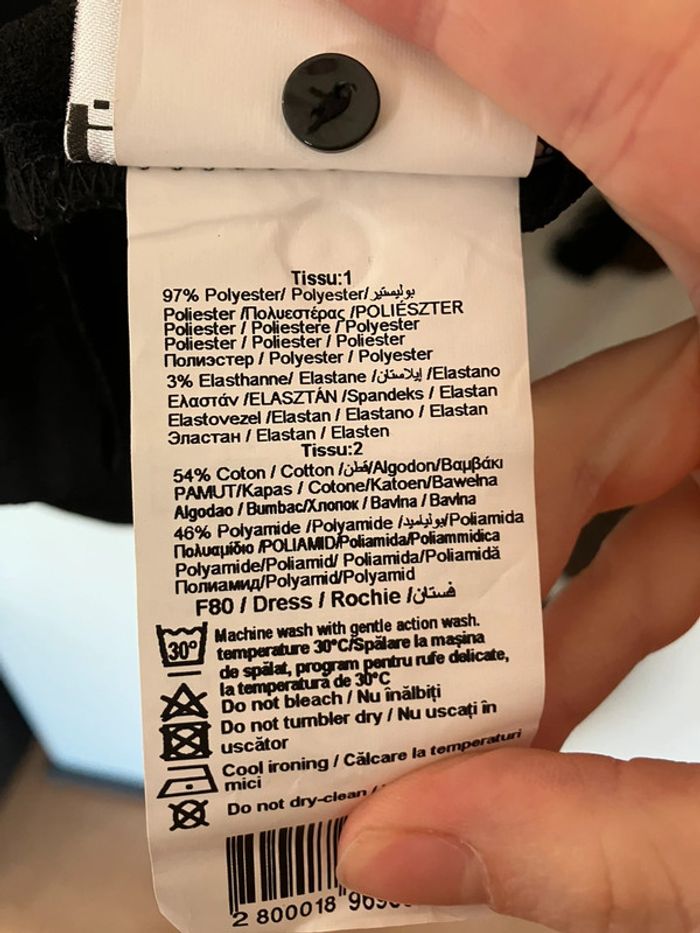 Tissu:1
97% Polyester/ Polyester/بوليستير
Poliester /Πολυεστέρας /POLIÉSZTER
Poliester / Poliestere / Polyester
Poliester / Poliester / Poliester
Полиэстер / Polyester / Polyester
3% Elasthanne/ Elastane /إيلاستان /Elastano
Ελαστάν /ELASZTÁN /Spandeks / Elastan
Elastovezel /Elastan / Elastano / Elastan
Эластан / Elastan / Elasten
Tissu:2
54% Coton / Cotton /قطن/Algodon/Βαμβάκι
PAMUT/Kapas / Cotone/Katoen/Bawełna
Algodao / Bumbac/Хлопок / Bavlna / Bavlna
46% Polyamide /Polyamide /بولياميد/Poliamida
Πολυαμίδιο /POLIAMID/Poliamida/Poliammidica
Polyamide/Poliamid/ Poliamida/Poliamidă
Полиамид/Polyamid/Polyamid
F80 / Dress / Rochie /فستان
30° Machine wash with gentle action wash.
temperature 30°C/Spălare la mașina
de spălat, program pentru rufe delicate,
la temperatură de 30°C
Do not bleach / Nu înălbiți
Do not tumbler dry / Nu uscați în
uscător
Cool ironing / Călcare la temperaturi
mici
Do not dry-clean /
2 800018